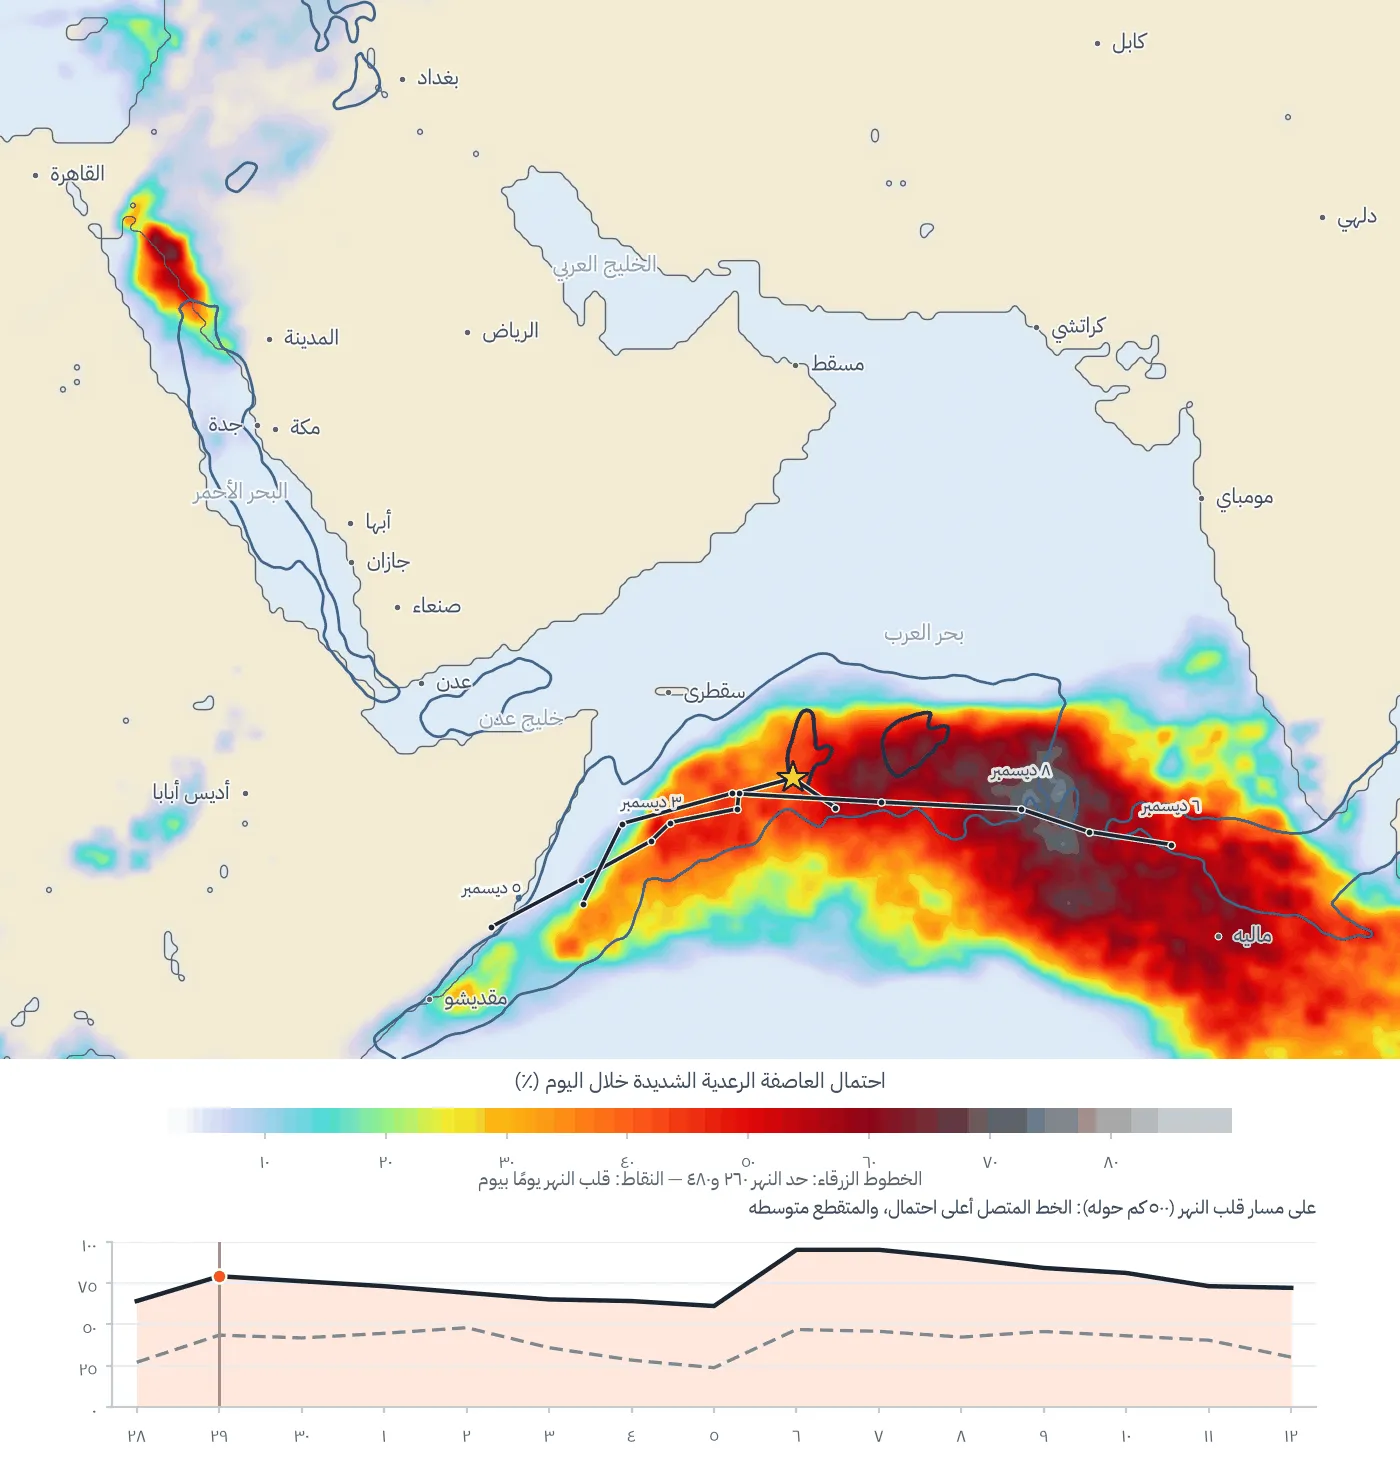 كابل
بغداد
القاهرة
دلهي
الخليج العربي
كراتشي
الرياض
المدينة
مسقط
جدة
مكة
البحر الأحمر
مومباي
أبها
جازان
صنعاء
بحر العرب
عدن
سقطرى
خليج عدن
٨ ديسمبر
أديس أبابا
٣ ديسمبر
٦ ديسمبر
٥ ديسمبر
ماليه
مقديشو
احتمال العاصفة الرعدية الشديدة خلال اليوم (٪)
١٠ ٢٠ ٣٠ ٤٠ ٥٠ ٦٠ ٧٠ ٨٠
الخطوط الزرقاء: حد النهر ٢٦٠ و٤٨٠ — النقاط: قلب النهر يومًا بيوم
على مسار قلب النهر (٥٠٠ كم حوله): الخط المتصل أعلى احتمال، والمتقطع متوسطه
١٠٠
٧٥
٥٠
٢٥
٠
٢٨ ٢٩ ٣٠ ١ ٢ ٣ ٤ ٥ ٦ ٧ ٨ ٩ ١٠ ١١ ١٢